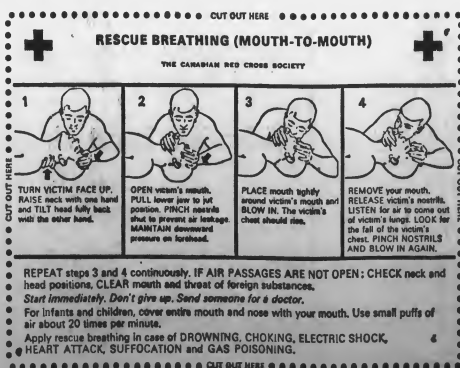 CUT OUT HERE
RESCUE BREATHING (MOUTH-TO-MOUTH)
THE CANADIAN RED CROSS SOCIETY
CUT OUT HERE
CUT OUT HERE
1
TURN VICTIM FACE UP.
RAISE neck with one hand
and TILT head fully back
with the other hand.
2
OPEN victim's mouth.
PULL lower jaw to jut
position. PINCH nostrils
shut to prevent air leakage.
MAINTAIN downward
pressure on forehead.
3
PLACE mouth tightly
around victim's mouth and
BLOW IN. The victim's
chest should rise.
4
REMOVE your mouth.
RELEASE victim's nostrils.
LISTEN for air to come out
of victim's lungs. LOOK for
the fall of the victim's
chest. PINCH NOSTRILS
AND BLOW IN AGAIN.
REPEAT steps 3 and 4 continuously. IF AIR PASSAGES ARE NOT OPEN: CHECK neck and
head positions, CLEAR mouth and throat of foreign substances.
Start immediately. Don't give up. Send someone for a doctor.
For infants and children, cover entire mouth and nose with your mouth. Use small puffs of
air about 20 times per minute.
Apply rescue breathing in case of DROWNING, CHOKING, ELECTRIC SHOCK,
HEART ATTACK, SUFFOCATION and GAS POISONING.
CUT OUT HERE